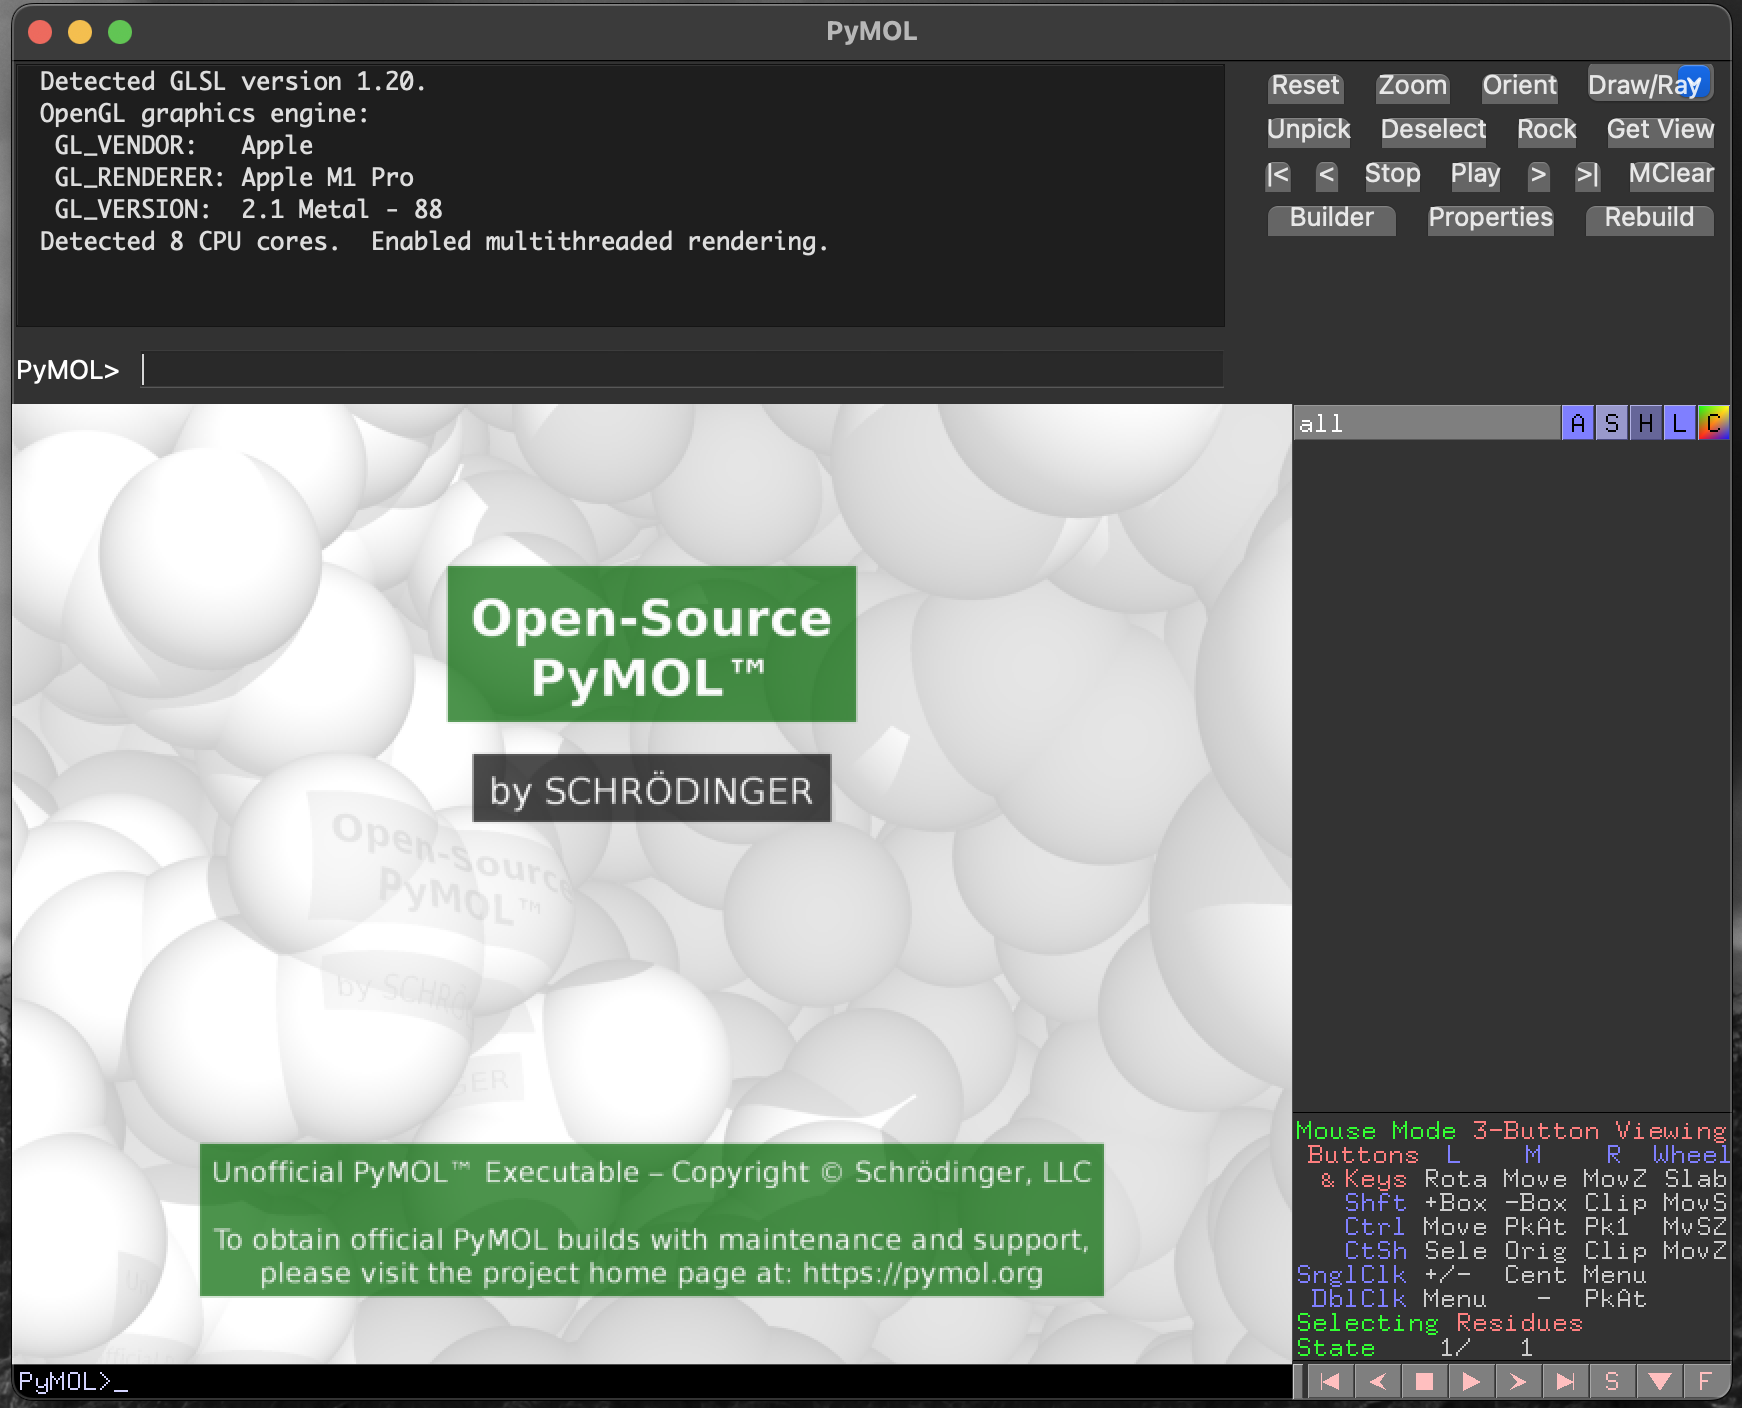 PyMOL
Detected GLSL version 1.20.
OpenGL graphics engine:
GL_VENDOR:   Apple
GL_RENDERER: Apple M1 Pro
GL_VERSION:  2.1 Metal - 88
Detected 8 CPU cores.  Enabled multithreaded rendering.
Reset Zoom Orient Draw/Ray
Unpick Deselect Rock Get View
|< < Stop Play > >| MClear
Builder Properties Rebuild
PyMOL>
all A S H L C
Open-Source
PyMOL™
by SCHRÖDINGER
Open-Source
PyMOL™
by SCHRÖ
GER
Unofficial PyMOL™ Executable – Copyright © Schrödinger, LLC
To obtain official PyMOL builds with maintenance and support,
please visit the project home page at: https://pymol.org
Mouse Mode 3-Button Viewing
Buttons L M R Wheel
& Keys Rota Move MovZ Slab
Shft +Box -Box Clip MovS
Ctrl Move PkAt Pk1 MvSZ
CtSh Sele Orig Clip MovZ
SnglClk +/- Cent Menu
DblClk Menu - PkAt
Selecting Residues
State 1/ 1
PyMOL>_
S F